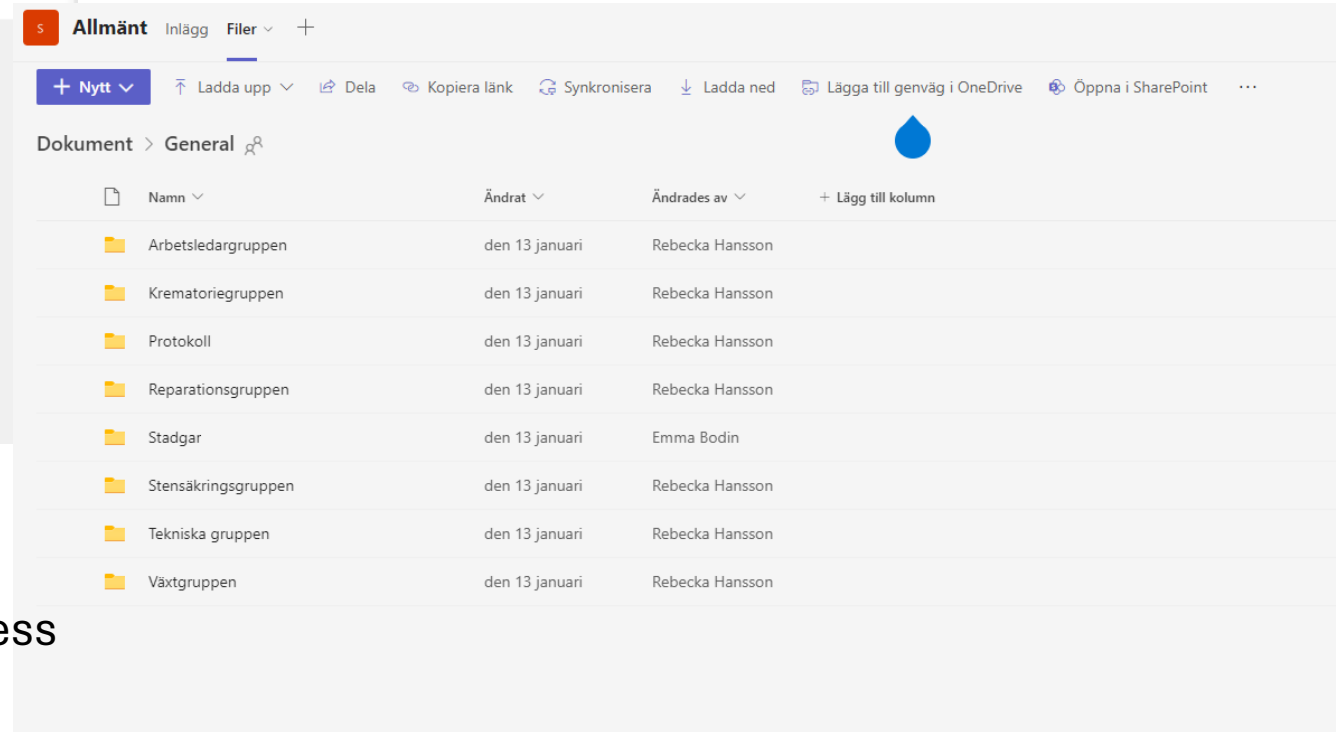 S Allmänt Inlägg Filer
+ Nytt Ladda upp Dela Kopiera länk Synkronisera Ladda ned Lägga till genväg i OneDrive Öppna i SharePoint ...
Dokument > General
Namn Ändrat Ändrades av + Lägg till kolumn
Arbetsledargruppen den 13 januari Rebecka Hansson
Krematoriegruppen den 13 januari Rebecka Hansson
Protokoll den 13 januari Rebecka Hansson
Reparationsgruppen den 13 januari Rebecka Hansson
Stadgar den 13 januari Emma Bodin
Stensäkringsgruppen den 13 januari Rebecka Hansson
Tekniska gruppen den 13 januari Rebecka Hansson
Växtgruppen den 13 januari Rebecka Hansson
ess